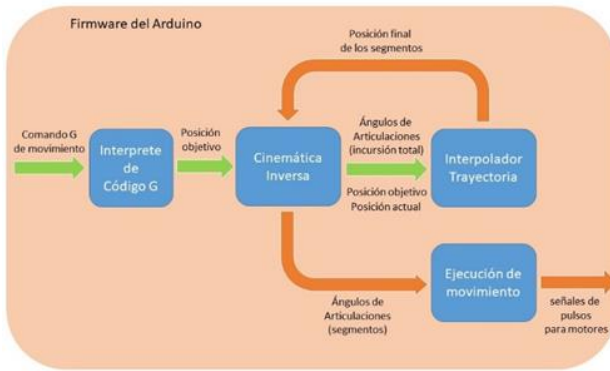 Firmware del Arduino
Posición final
de los segmentos
Comando G
de movimiento
Interprete
de
Código G
Posición
objetivo
Cinemática
Inversa
Ángulos de
Articulaciones
(incursión total)
Posición objetivo
Posición actual
Interpolador
Trayectoria
Ángulos de
Articulaciones
(segmentos)
Ejecución de
movimiento
señales de
pulsos
para motores